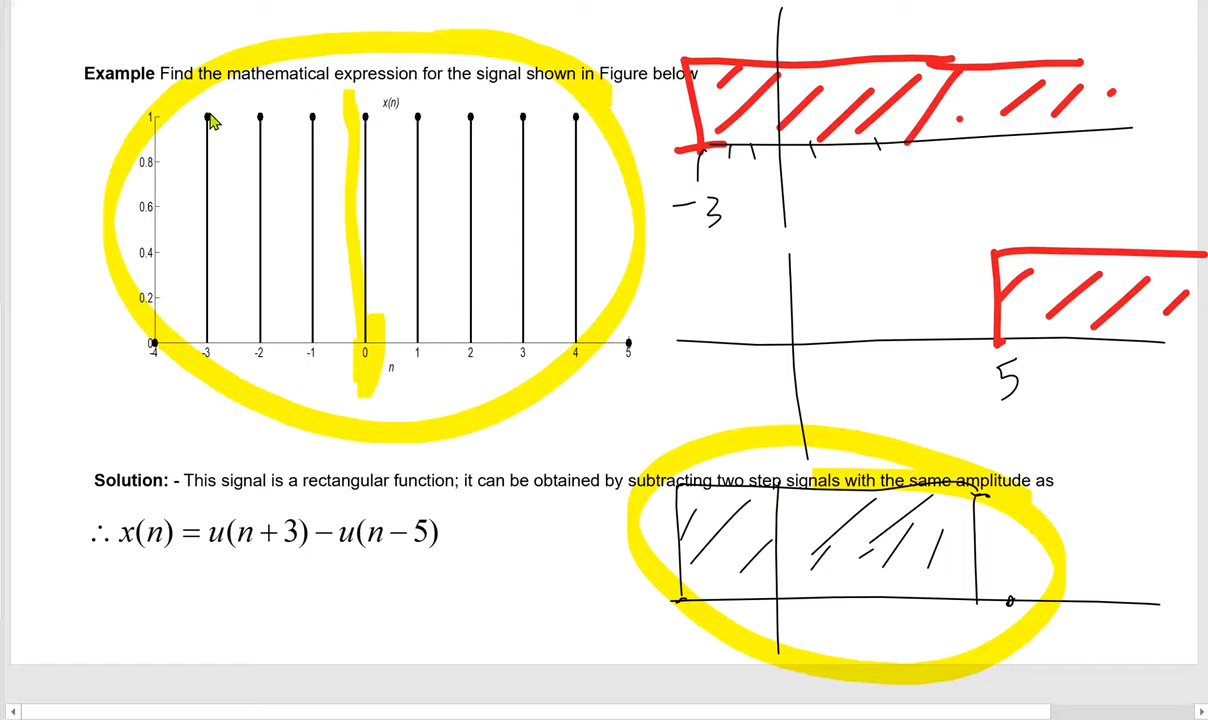 Example Find the mathematical expression for the signal shown in Figure below
x(n)
1
0.8
0.6
0.4
0.2
0
-4 -3 -2 -1 0 1 2 3 4 5
n
-3
5
Solution: - This signal is a rectangular function; it can be obtained by subtracting two step signals with the same amplitude as
∴ x(n) = u(n + 3) − u(n − 5)